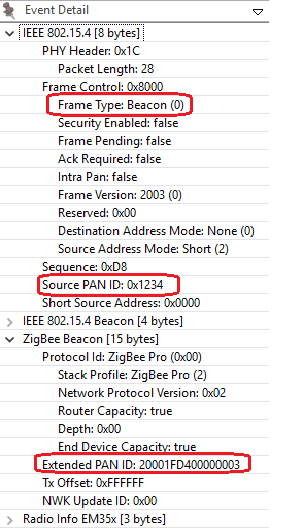 Event Detail
IEEE 802.15.4 [8 bytes]
PHY Header: 0x1C
Packet Length: 28
Frame Control: 0x8000
Frame Type: Beacon (0)
Security Enabled: false
Frame Pending: false
Ack Required: false
Intra Pan: false
Frame Version: 2003 (0)
Reserved: 0x00
Destination Address Mode: None (0)
Source Address Mode: Short (2)
Sequence: 0xD8
Source PAN ID: 0x1234
Short Source Address: 0x0000
IEEE 802.15.4 Beacon [4 bytes]
ZigBee Beacon [15 bytes]
Protocol Id: ZigBee Pro (0x00)
Stack Profile: ZigBee Pro (2)
Network Protocol Version: 0x02
Router Capacity: true
Depth: 0x00
End Device Capacity: true
Extended PAN ID: 20001FD400000003
Tx Offset: 0xFFFFFF
NWK Update ID: 0x00
Radio Info EM35x [3 bytes]